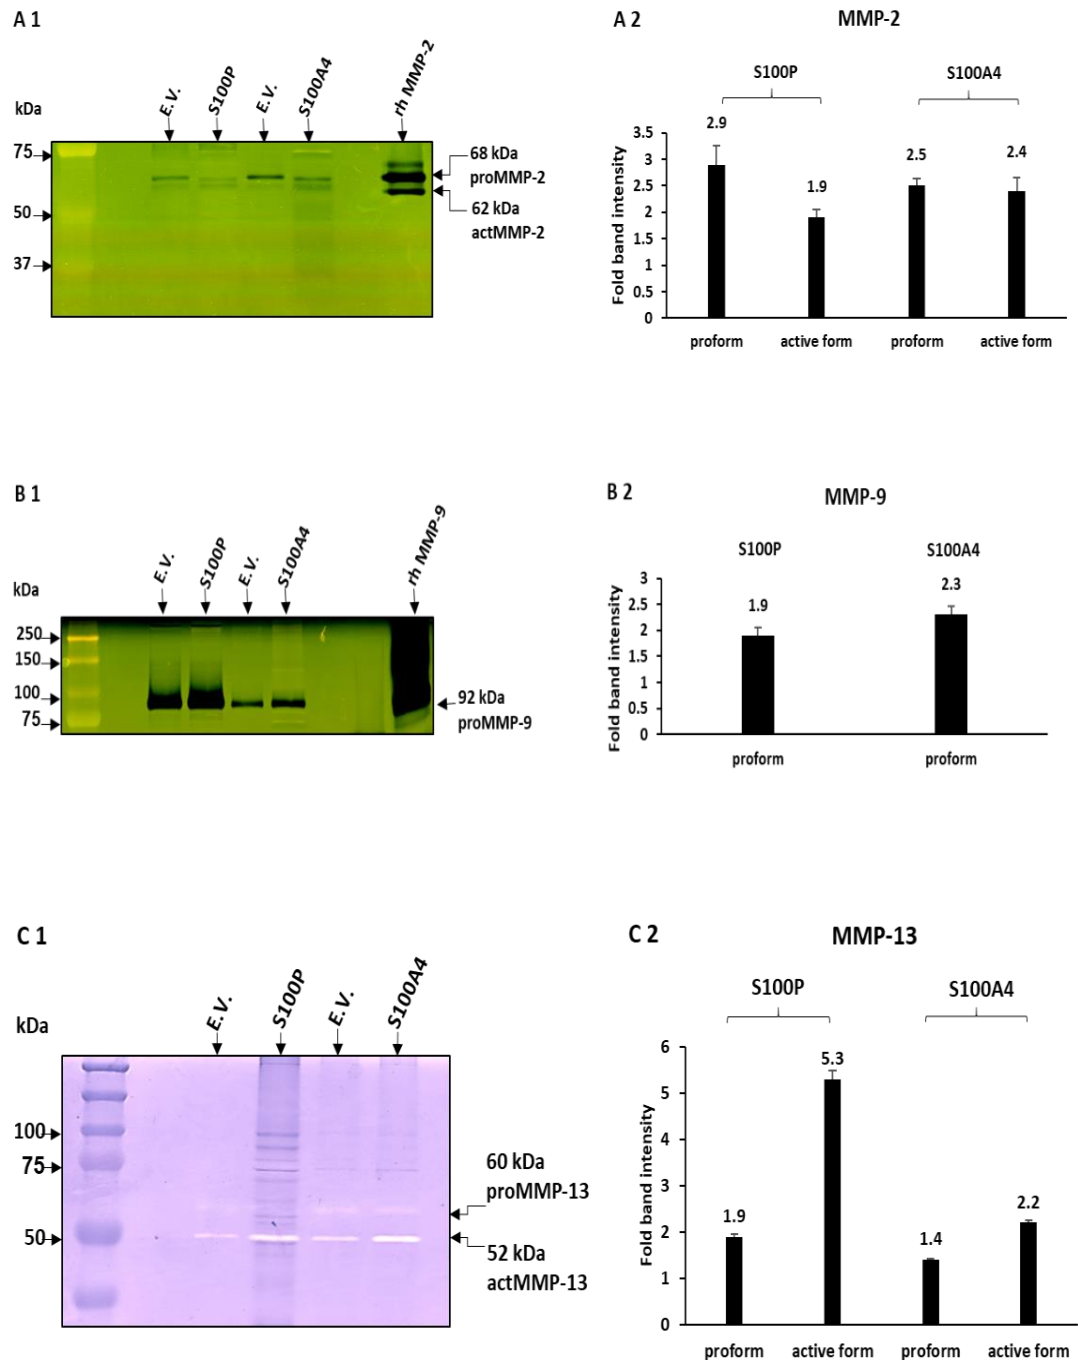 A 1
kDa
E.V.
S100P
E.V.
S100A4
rh MMP-2
75
50
37
68 kDa
proMMP-2
62 kDa
actMMP-2
A 2
MMP-2
S100P
S100A4
Fold band intensity
3.5
3
2.5
2
1.5
1
0.5
0
2.9
1.9
2.5
2.4
proform
active form
proform
active form
B 1
kDa
E.V.
S100P
E.V.
S100A4
rh MMP-9
250
150
100
75
92 kDa
proMMP-9
B 2
MMP-9
S100P
S100A4
Fold band intensity
3
2.5
2
1.5
1
0.5
0
1.9
2.3
proform
proform
C 1
kDa
E.V.
S100P
E.V.
S100A4
100
75
50
60 kDa
proMMP-13
52 kDa
actMMP-13
C 2
MMP-13
S100P
S100A4
Fold band intensity
6
5
4
3
2
1
0
1.9
5.3
1.4
2.2
proform
active form
proform
active form